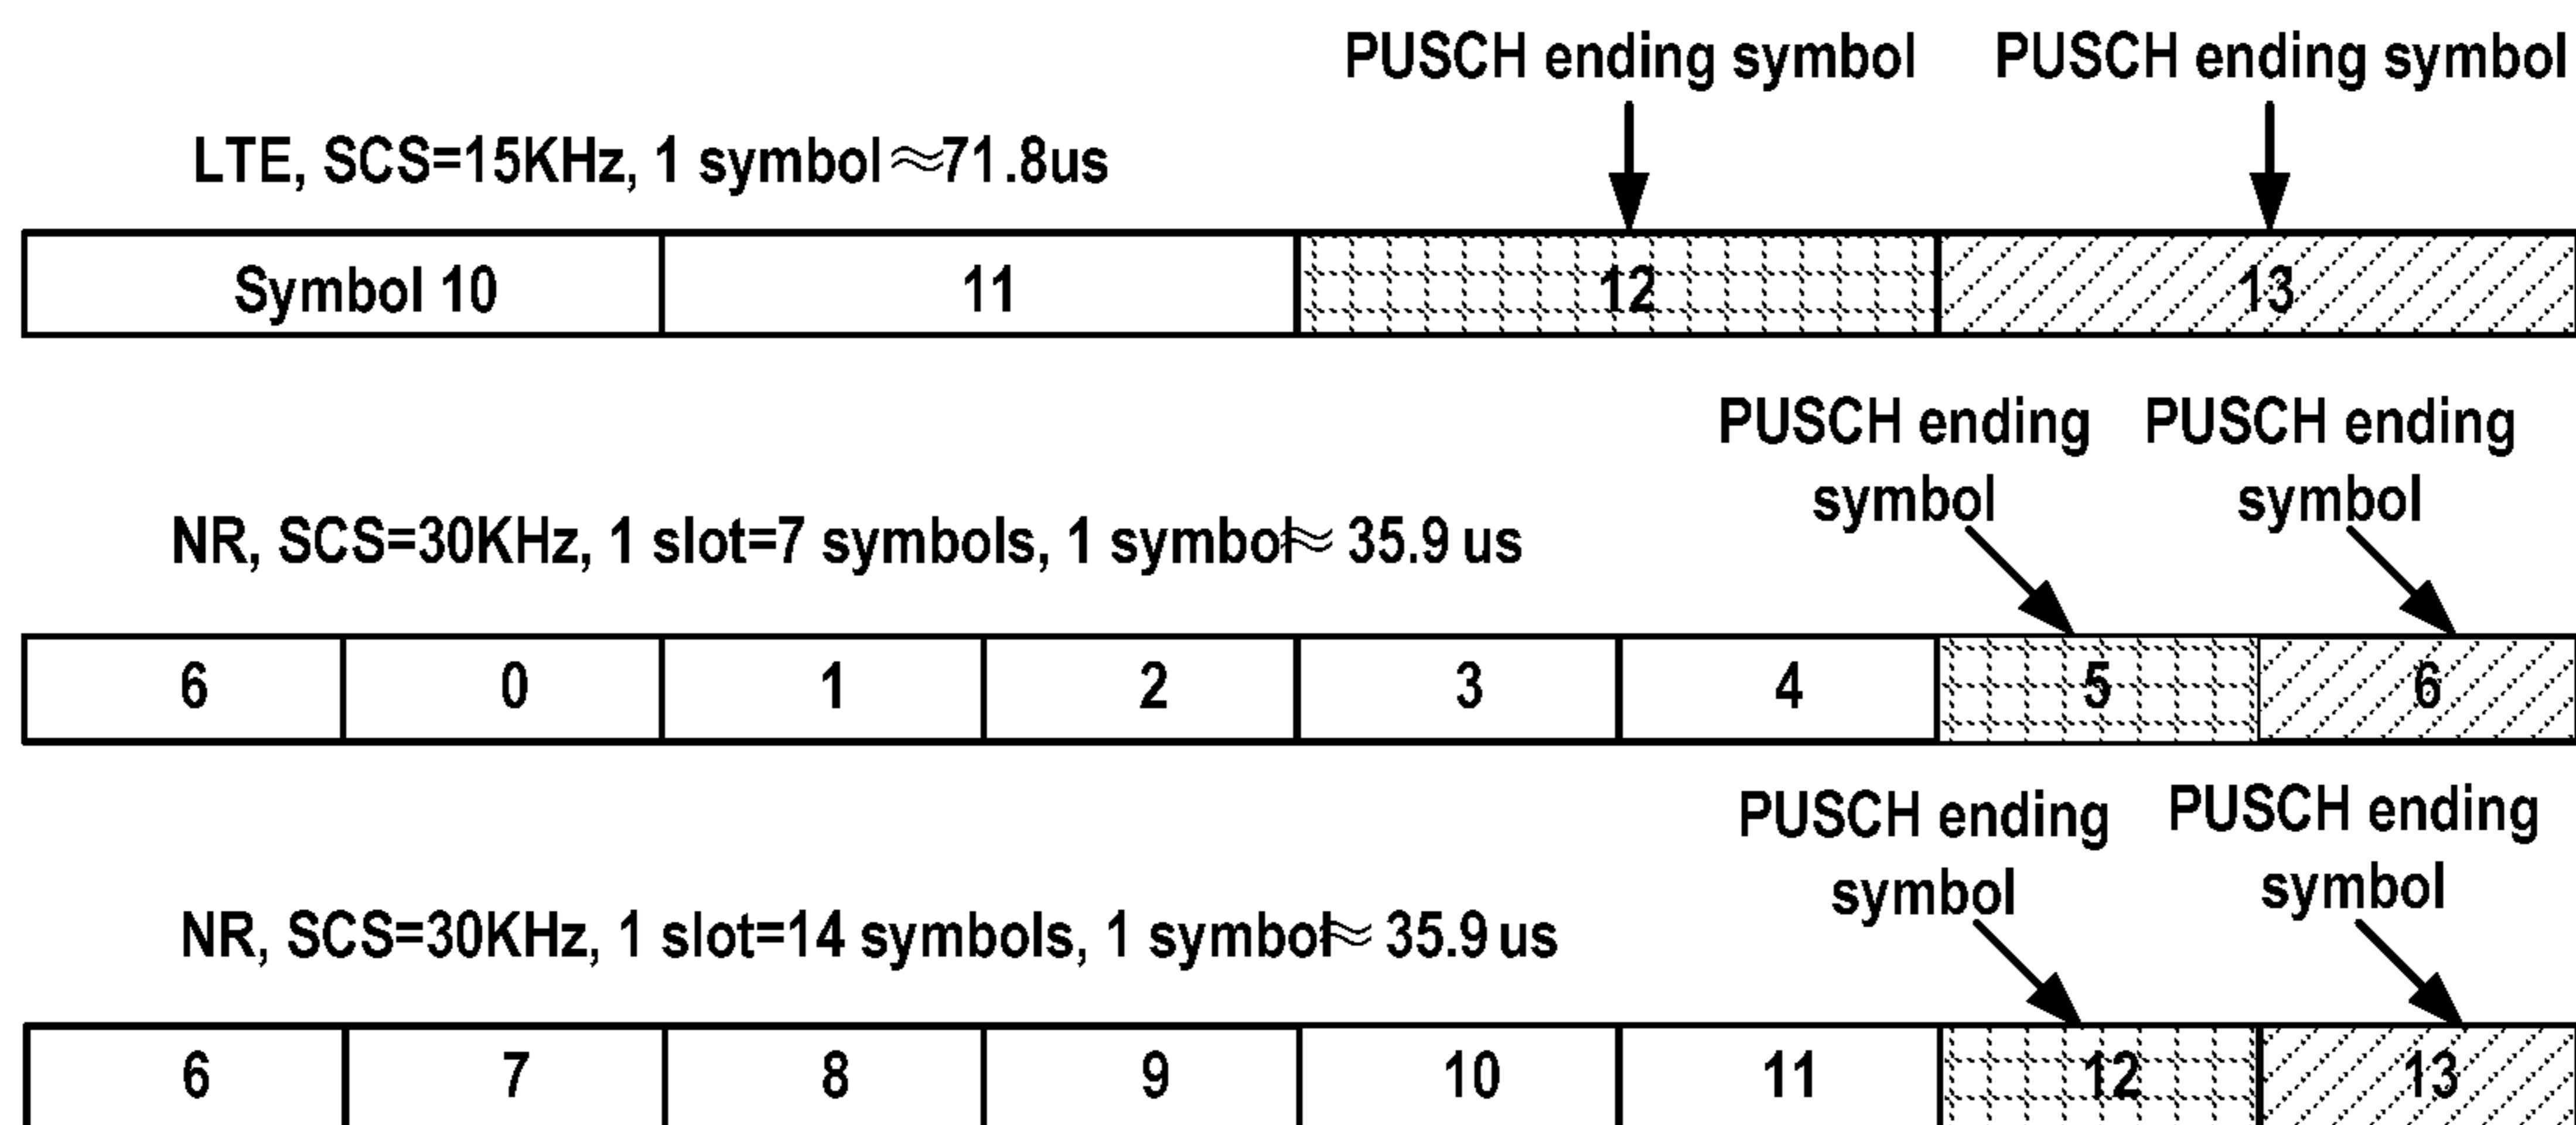 PUSCH ending symbol PUSCH ending symbol
LTE, SCS=15KHz, 1 symbol ≈71.8us
Symbol 10 11 12 13
PUSCH ending PUSCH ending
symbol symbol
NR, SCS=30KHz, 1 slot=7 symbols, 1 symbol≈ 35.9 us
6 0 1 2 3 4 5 6
PUSCH ending PUSCH ending
symbol symbol
NR, SCS=30KHz, 1 slot=14 symbols, 1 symbol≈ 35.9 us
6 7 8 9 10 11 12 13